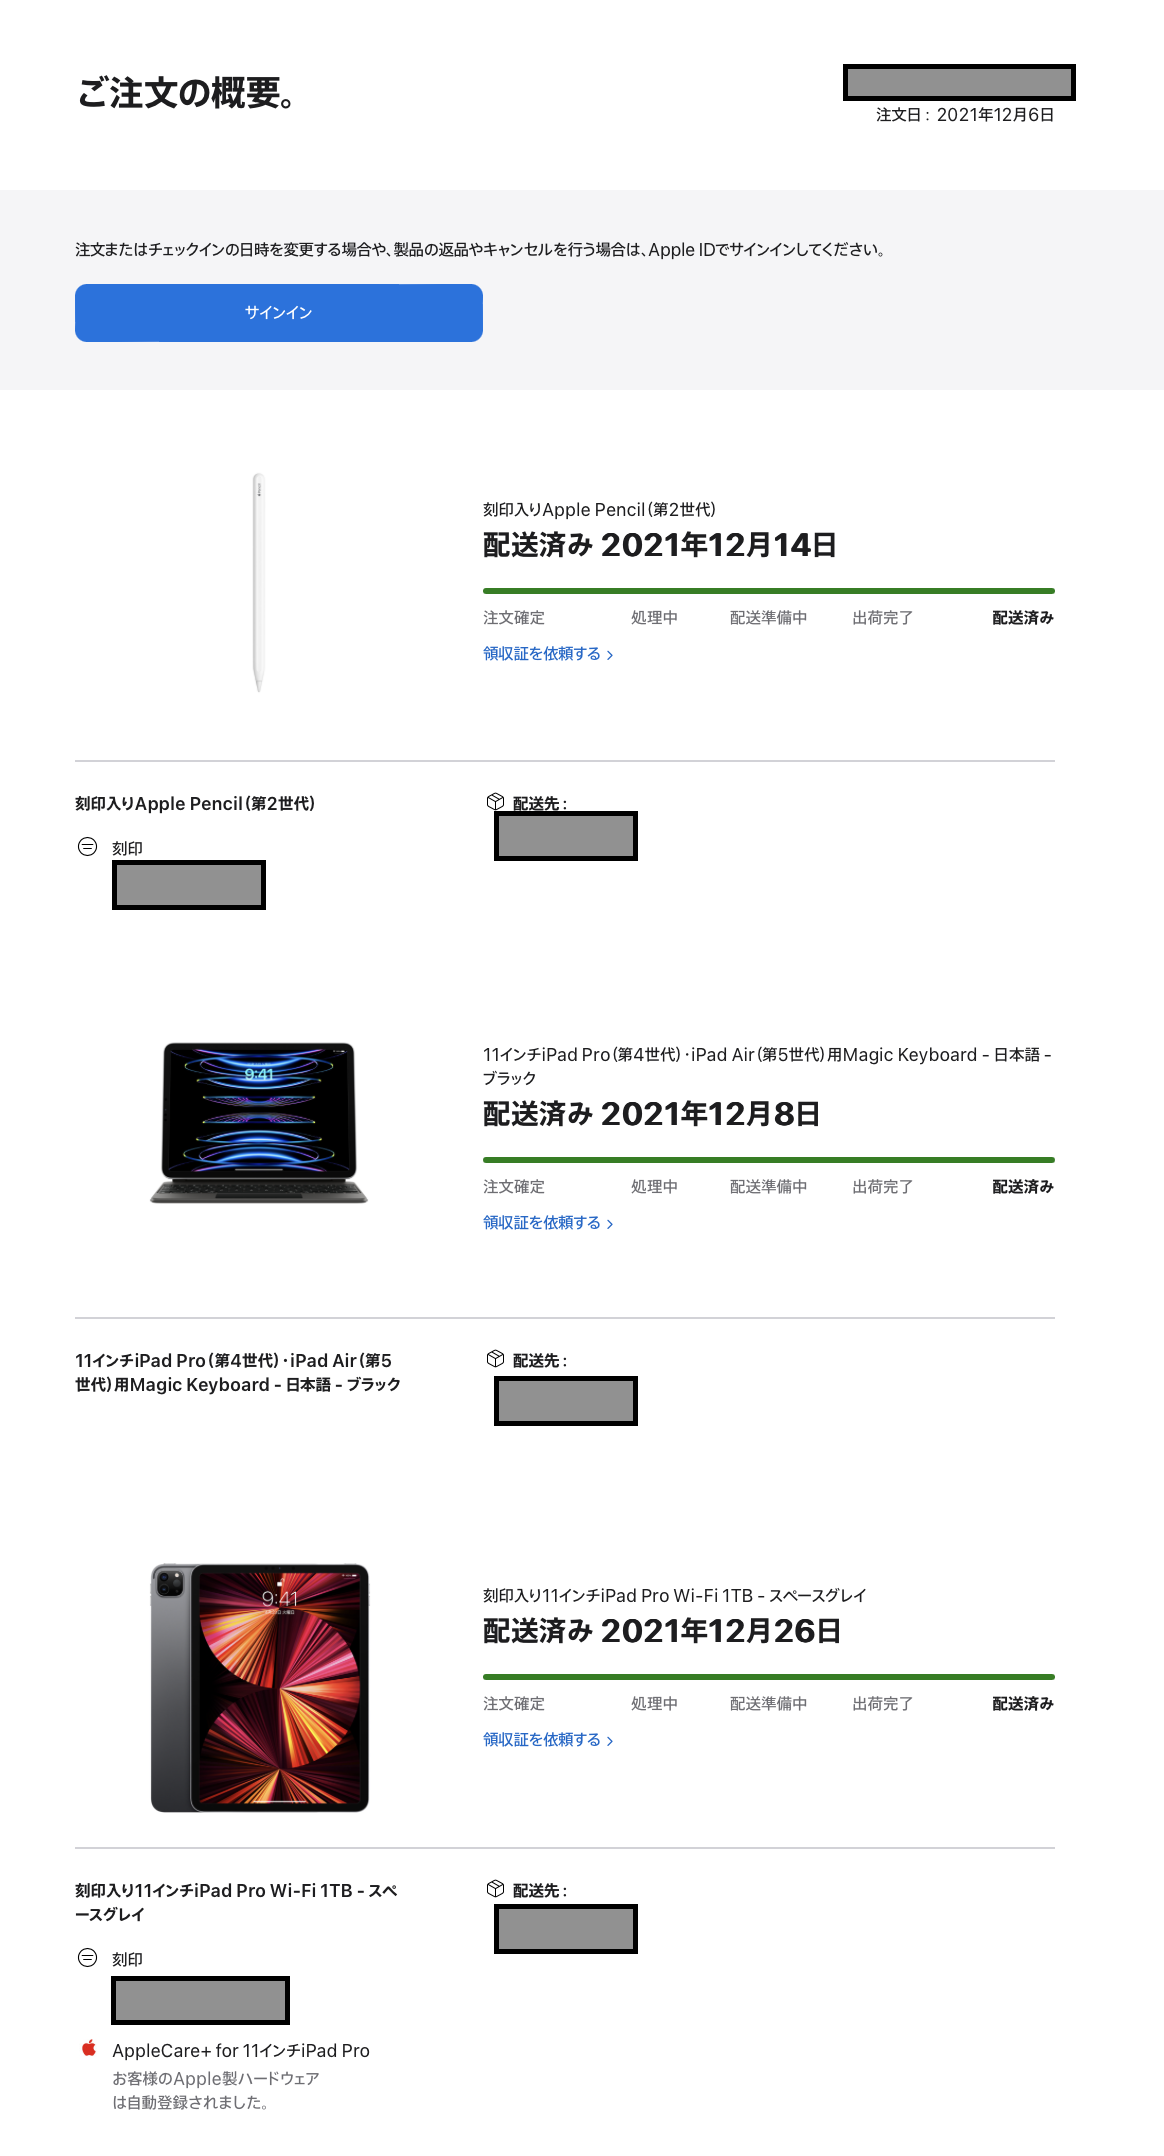 ご注文の概要。
注文日： 2021年12月6日
注文またはチェックインの日時を変更する場合や、製品の返品やキャンセルを行う場合は、Apple IDでサインインしてください。
サインイン
刻印入りApple Pencil（第2世代）
配送済み 2021年12月14日
注文確定 処理中 配送準備中 出荷完了 配送済み
領収証を依頼する ›
刻印入りApple Pencil（第2世代）
配送先：
刻印
9:41
11インチiPad Pro（第4世代）・iPad Air（第5世代）用Magic Keyboard - 日本語 -
ブラック
配送済み 2021年12月8日
注文確定 処理中 配送準備中 出荷完了 配送済み
領収証を依頼する ›
11インチiPad Pro（第4世代）・iPad Air（第5
世代）用Magic Keyboard - 日本語 - ブラック
配送先：
9:41
刻印入り11インチiPad Pro Wi-Fi 1TB - スペースグレイ
配送済み 2021年12月26日
注文確定 処理中 配送準備中 出荷完了 配送済み
領収証を依頼する ›
刻印入り11インチiPad Pro Wi-Fi 1TB - スペ
ースグレイ
配送先：
刻印
AppleCare+ for 11インチiPad Pro
お客様のApple製ハードウェア
は自動登録されました。